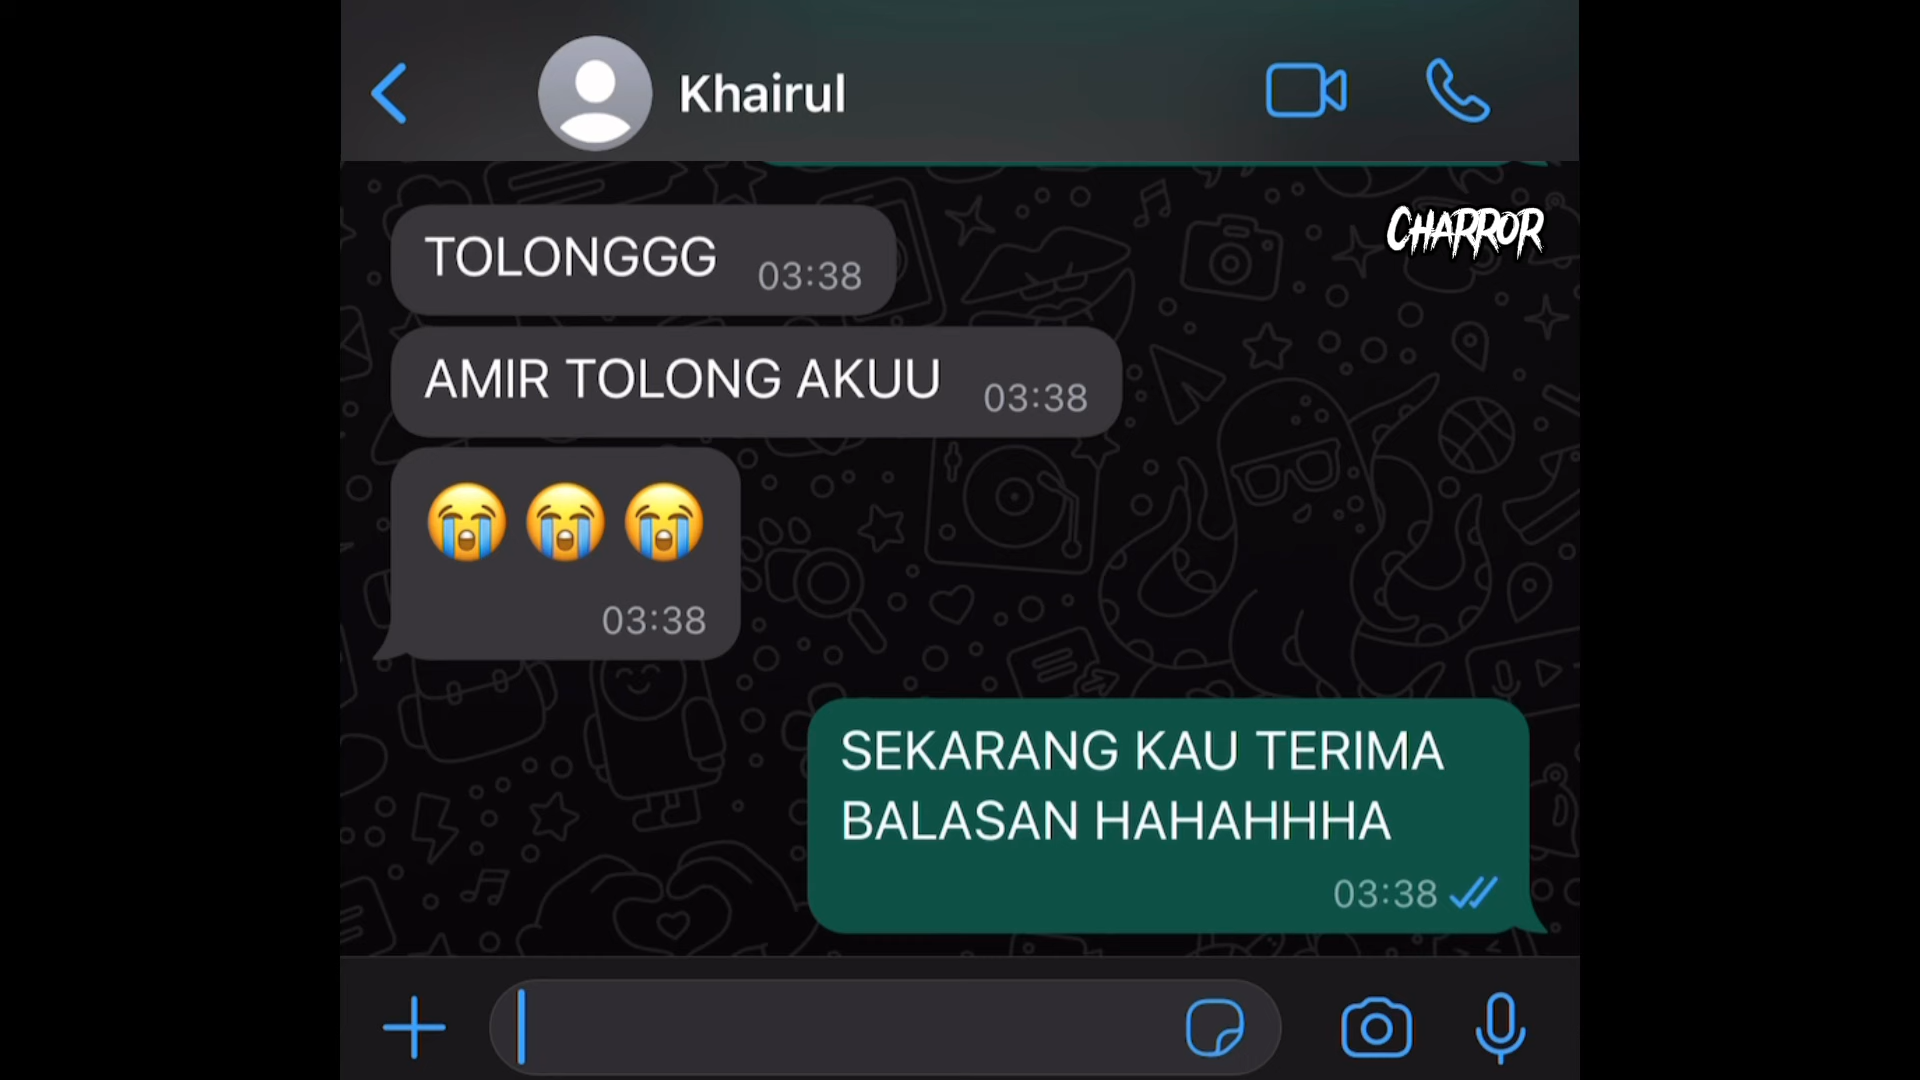 Khairul
CHARROR
TOLONGGG 03:38
AMIR TOLONG AKUU 03:38
😭 😭 😭
03:38
SEKARANG KAU TERIMA
BALASAN HAHAHHHA
03:38